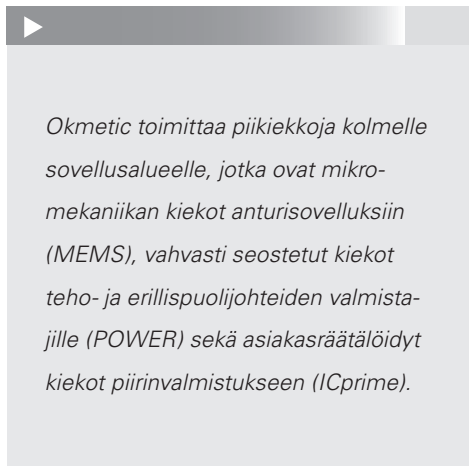 Okmetic toimittaa piikiekkoja kolmelle
sovellusalueelle, jotka ovat mikro-
mekaniikan kiekot anturisovelluksiin
(MEMS), vahvasti seostetut kiekot
teho- ja erillispuolijohteiden valmista-
jille (POWER) sekä asiakasräätälöidyt
kiekot piirinvalmistukseen (ICprime).